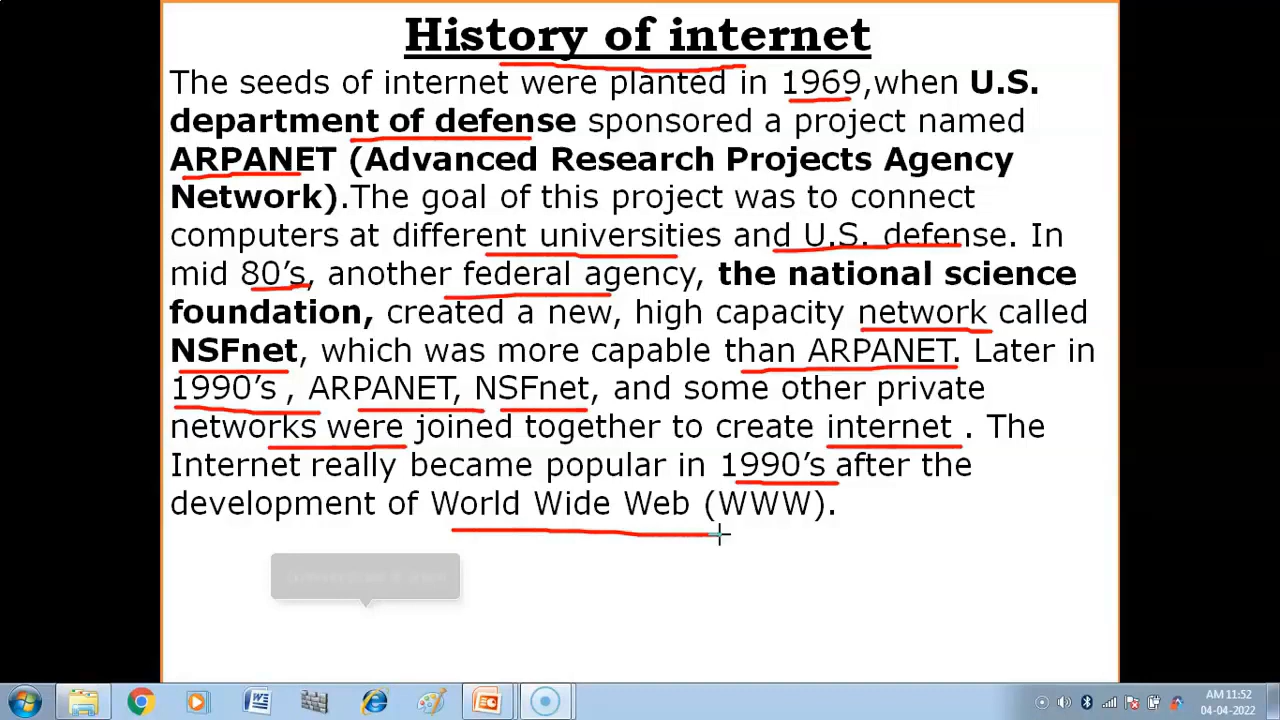 History of internet
The seeds of internet were planted in 1969,when U.S.
department of defense sponsored a project named
ARPANET (Advanced Research Projects Agency
Network).The goal of this project was to connect
computers at different universities and U.S. defense. In
mid 80’s, another federal agency, the national science
foundation, created a new, high capacity network called
NSFnet, which was more capable than ARPANET. Later in
1990’s , ARPANET, NSFnet, and some other private
networks were joined together to create internet . The
Internet really became popular in 1990’s after the
development of World Wide Web (WWW).
AM 11:52
04-04-2022